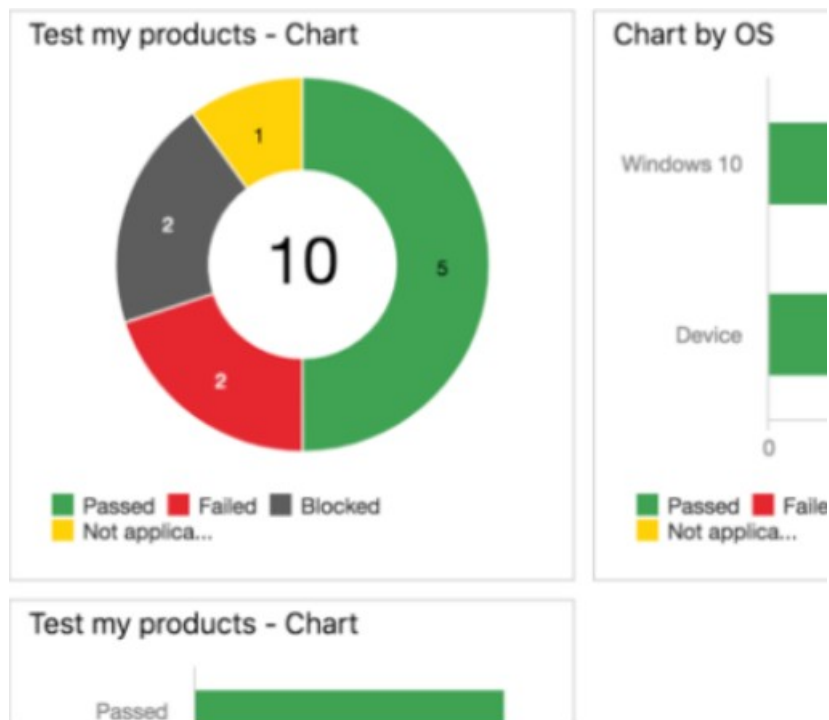 Test my products - Chart
1
2
10
5
2
Passed Failed Blocked
Not applica...
Chart by OS
Windows 10
Device
0
Passed Faile
Not applica...
Test my products - Chart
Passed